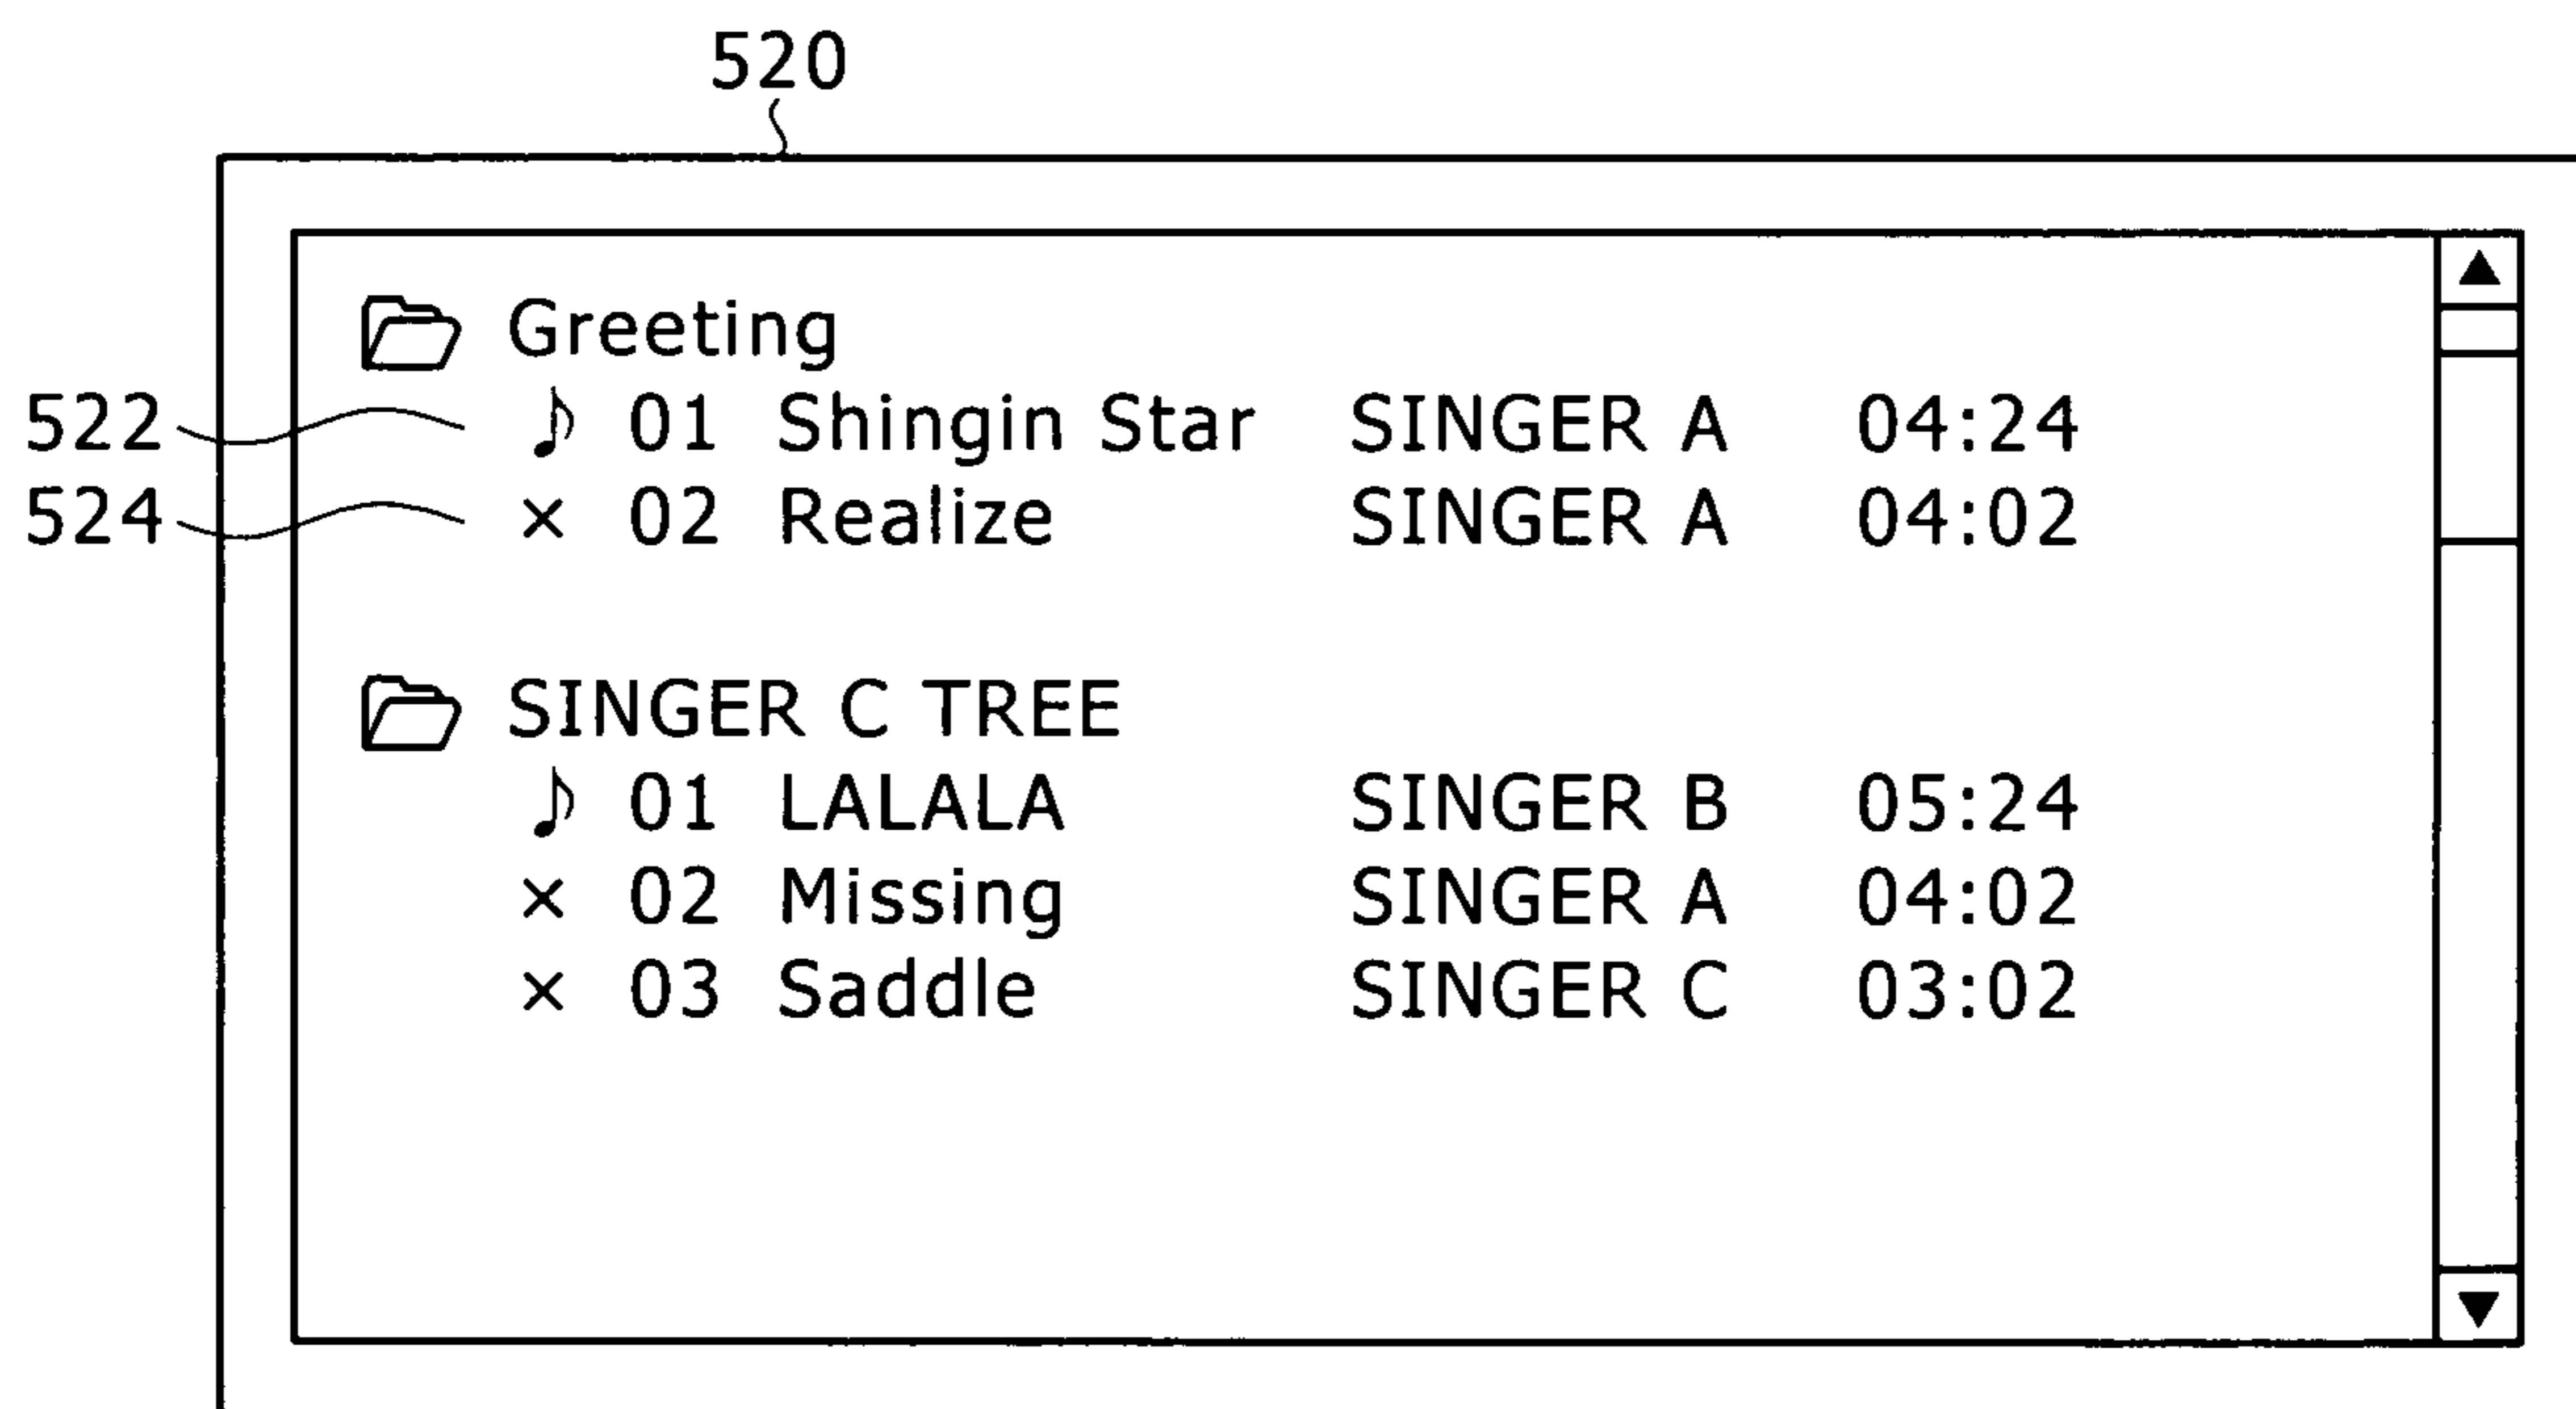 520
Greeting
522 ♪ 01 Shingin Star SINGER A 04:24
524 × 02 Realize SINGER A 04:02
SINGER C TREE
♪ 01 LALALA SINGER B 05:24
× 02 Missing SINGER A 04:02
× 03 Saddle SINGER C 03:02